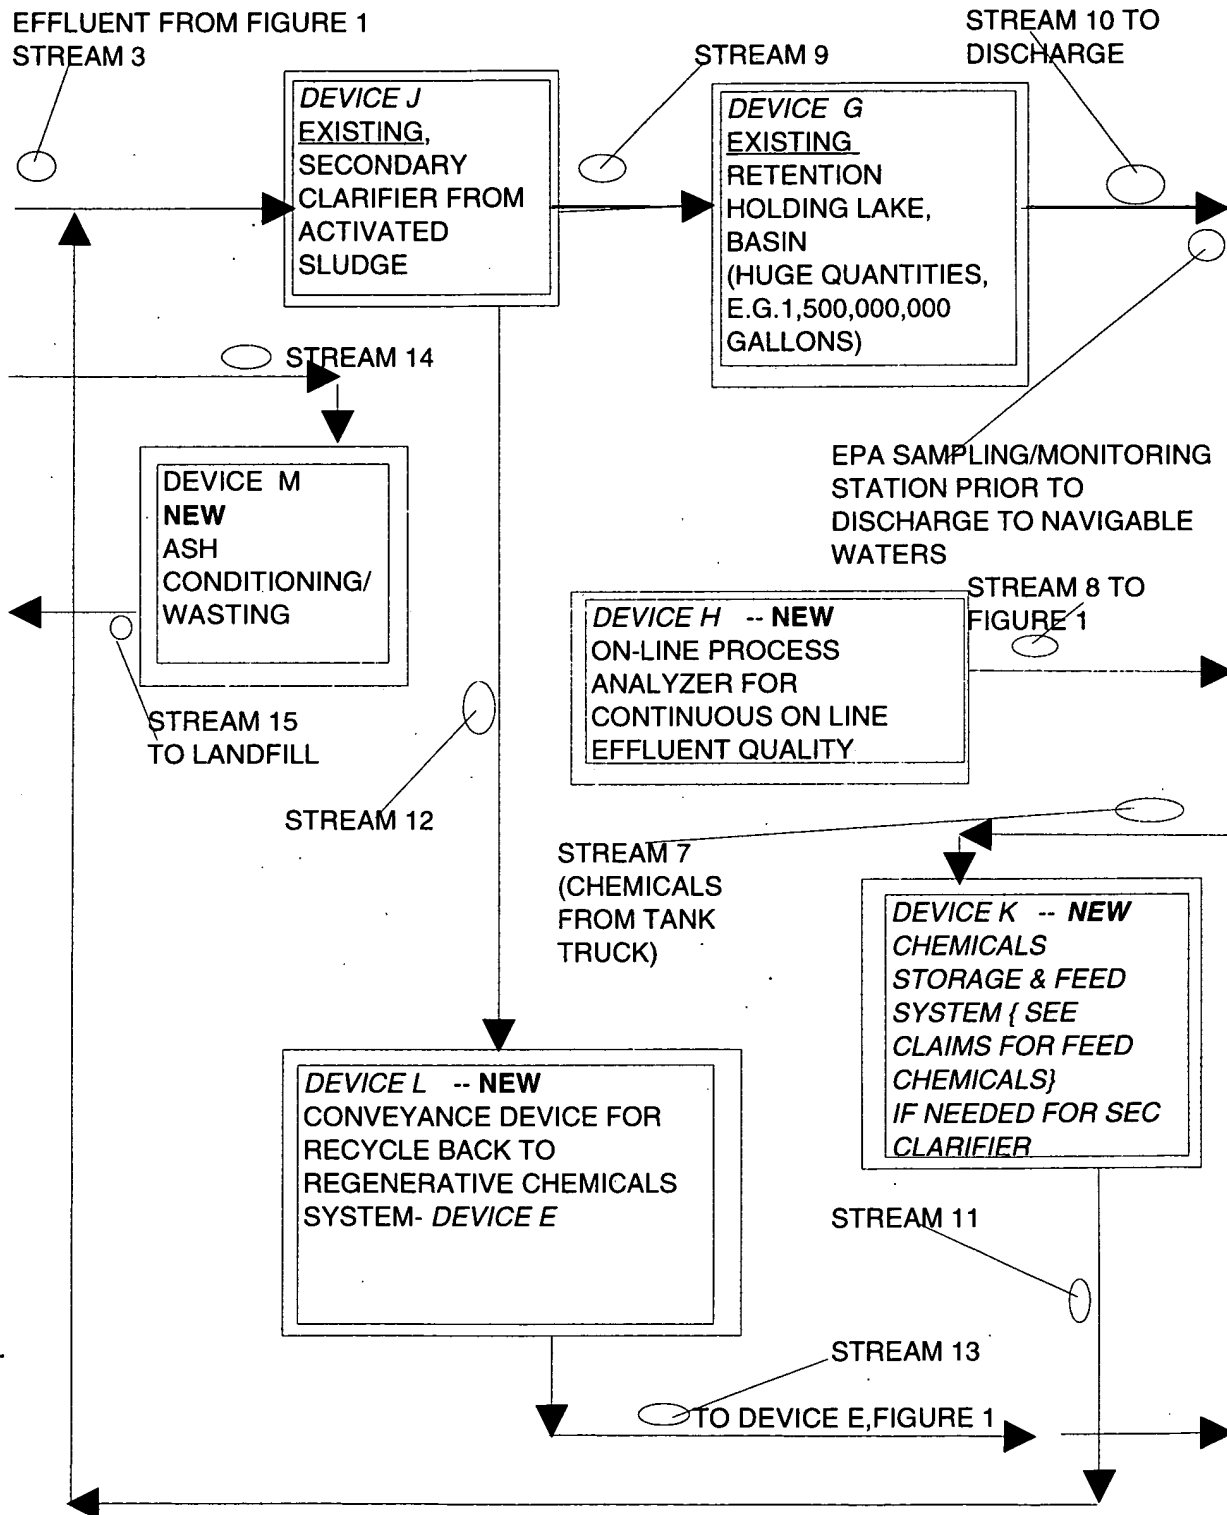 EFFLUENT FROM FIGURE 1
STREAM 3
STREAM 9
STREAM 10 TO
DISCHARGE
DEVICE J
EXISTING,
SECONDARY
CLARIFIER FROM
ACTIVATED
SLUDGE
DEVICE G
EXISTING
RETENTION
HOLDING LAKE,
BASIN
(HUGE QUANTITIES,
E.G.1,500,000,000
GALLONS)
STREAM 14
EPA SAMPLING/MONITORING
STATION PRIOR TO
DISCHARGE TO NAVIGABLE
WATERS
DEVICE M
NEW
ASH
CONDITIONING/
WASTING
STREAM 8 TO
FIGURE 1
DEVICE H -- NEW
ON-LINE PROCESS
ANALYZER FOR
CONTINUOUS ON LINE
EFFLUENT QUALITY
STREAM 15
TO LANDFILL
STREAM 12
STREAM 7
(CHEMICALS
FROM TANK
TRUCK)
DEVICE K -- NEW
CHEMICALS
STORAGE & FEED
SYSTEM { SEE
CLAIMS FOR FEED
CHEMICALS}
IF NEEDED FOR SEC
CLARIFIER
DEVICE L -- NEW
CONVEYANCE DEVICE FOR
RECYCLE BACK TO
REGENERATIVE CHEMICALS
SYSTEM- DEVICE E
STREAM 11
STREAM 13
TO DEVICE E,FIGURE 1